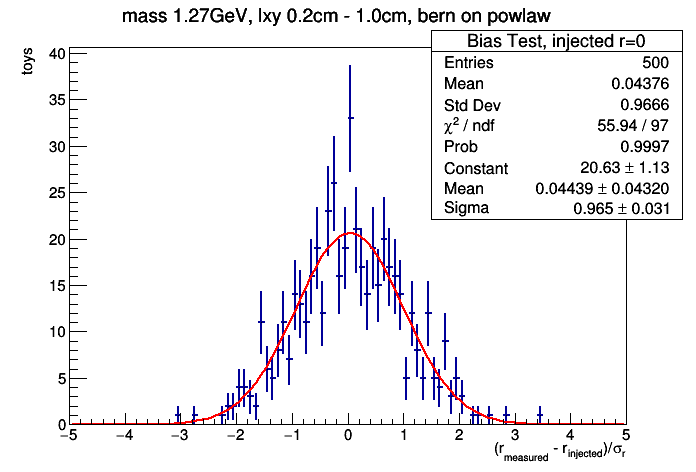 mass 1.27GeV, lxy 0.2cm - 1.0cm, bern on powlaw
toys
Bias Test, injected r=0
Entries 500
Mean 0.04376
Std Dev 0.9666
χ² / ndf 55.94 / 97
Prob 0.9997
Constant 20.63 ± 1.13
Mean 0.04439 ± 0.04320
Sigma 0.965 ± 0.031
40
35
30
25
20
15
10
5
0
−5 −4 −3 −2 −1 0 1 2 3 4 5
(r_measured - r_injected)/σ_r